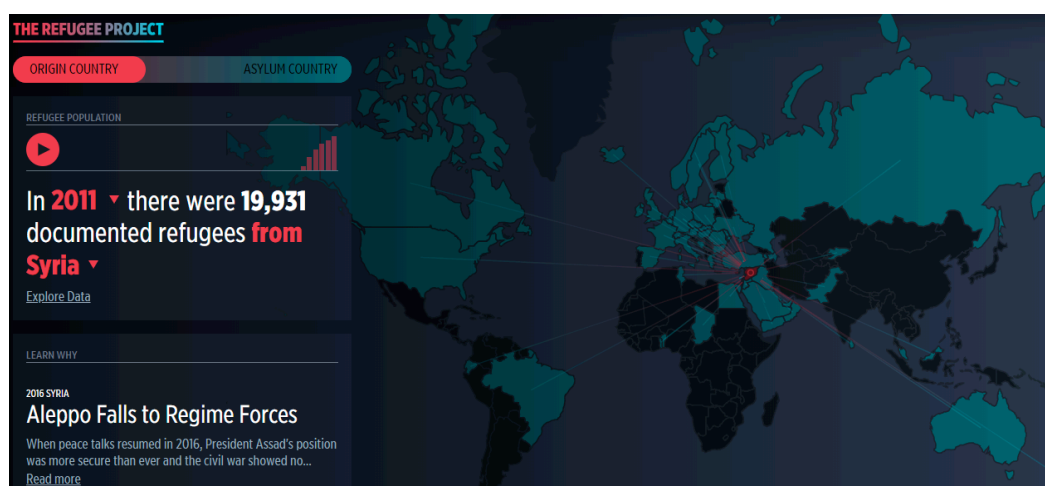 THE REFUGEE PROJECT
ORIGIN COUNTRY
ASYLUM COUNTRY
REFUGEE POPULATION
In 2011 there were 19,931
documented refugees from
Syria
Explore Data
LEARN WHY
2016 SYRIA
Aleppo Falls to Regime Forces
When peace talks resumed in 2016, President Assad's position
was more secure than ever and the civil war showed no...
Read more